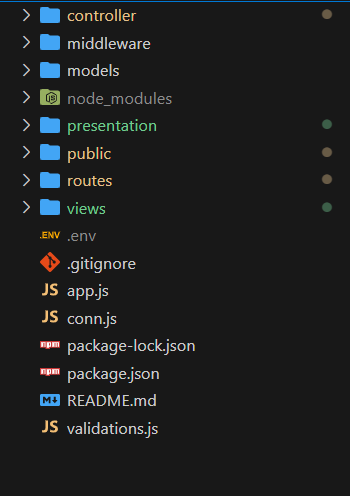 controller
middleware
models
node_modules
presentation
public
routes
views
.ENV .env
.gitignore
JS app.js
JS conn.js
npm package-lock.json
npm package.json
README.md
JS validations.js